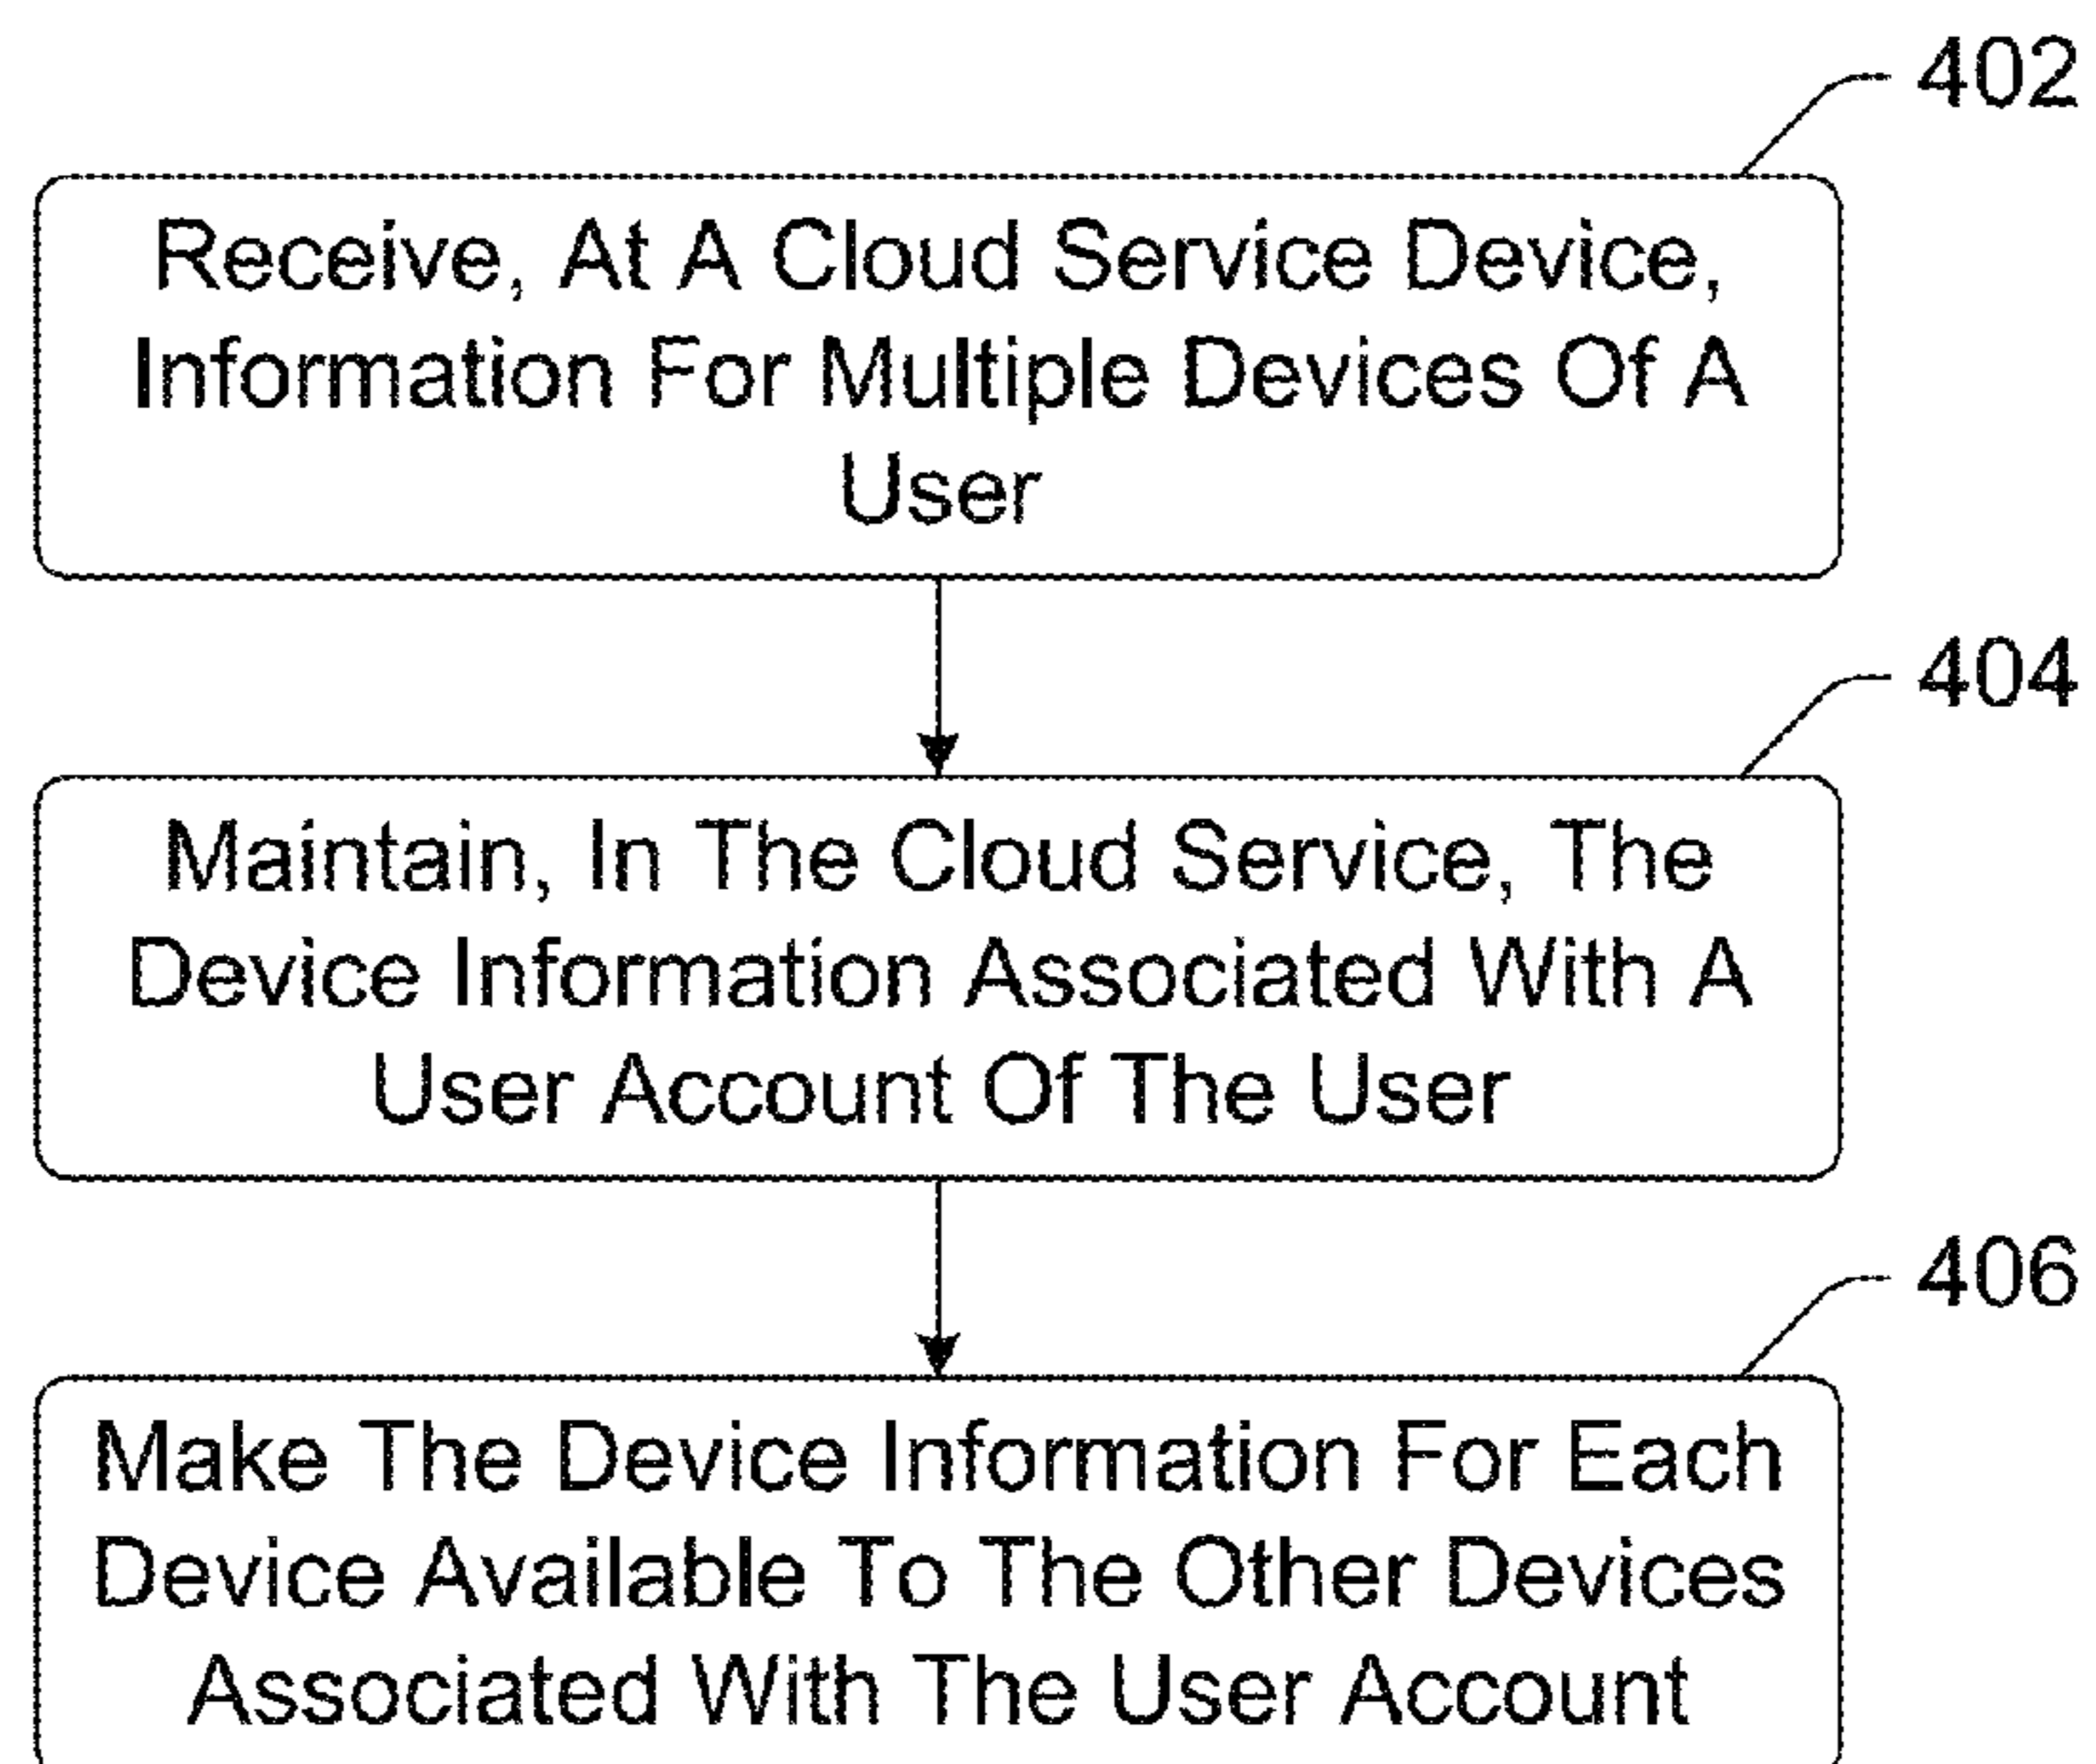 402
Receive, At A Cloud Service Device,
Information For Multiple Devices Of A
User
404
Maintain, In The Cloud Service, The
Device Information Associated With A
User Account Of The User
406
Make The Device Information For Each
Device Available To The Other Devices
Associated With The User Account